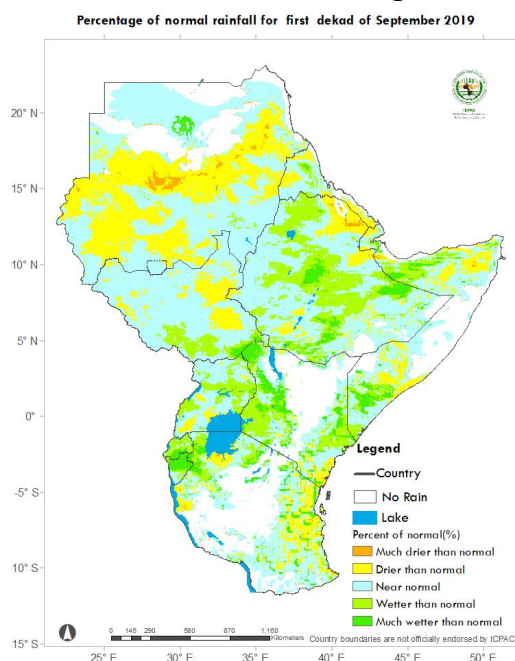 Percentage of normal rainfall for first dekad of September 2019
ICPAC
20° N
15° N
10° N
5° N
0°
-5° S
10° S
15° S
25° E
30° E
35° E
40° E
45° E
50° E
Legend
Country
No Rain
Lake
Percent of normal(%)
Much drier than normal
Drier than normal
Near normal
Wetter than normal
Much wetter than normal
0 145 290 580 870 1,160
Kilometers
Country boundaries are not officially endorsed by ICPAC